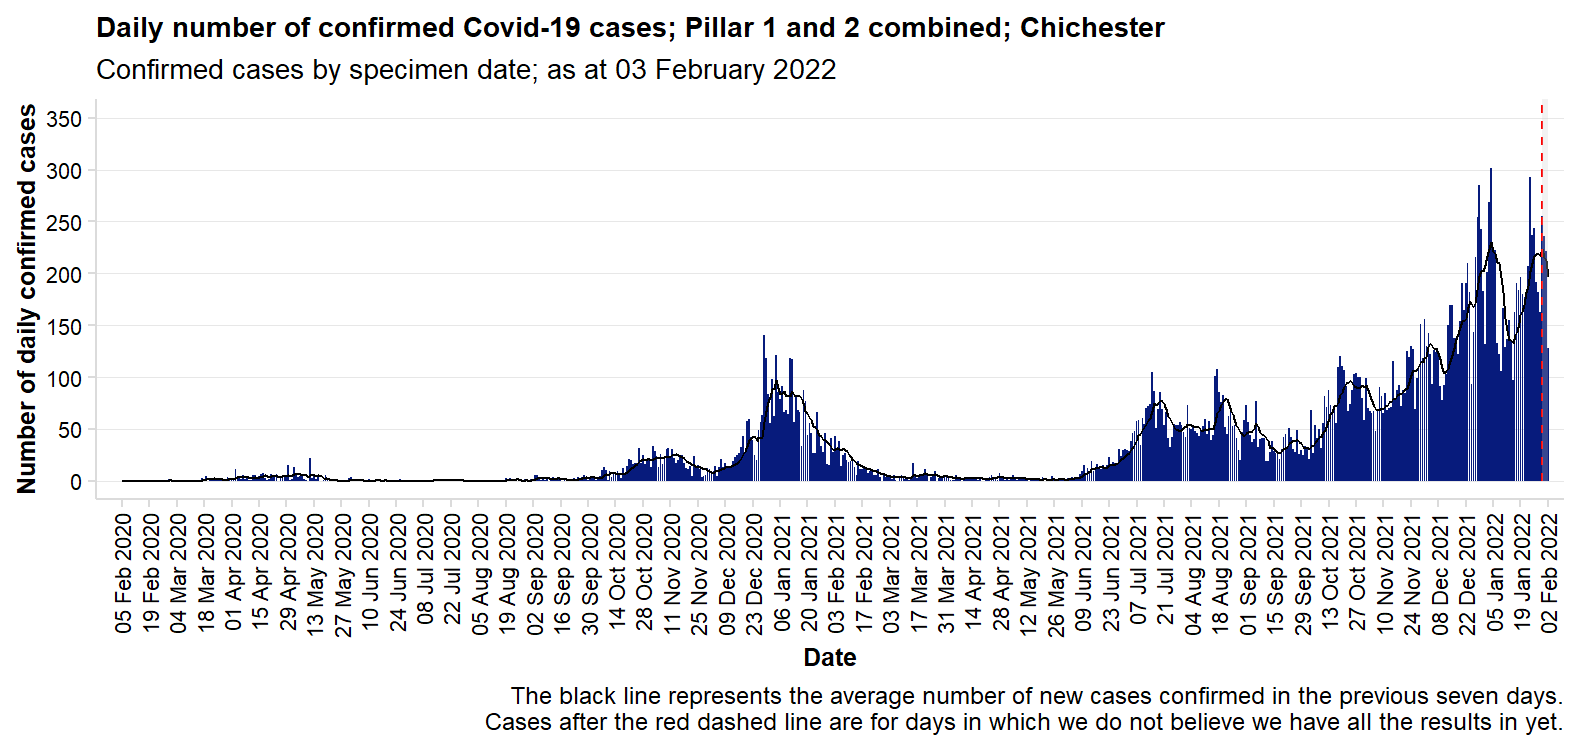 Daily number of confirmed Covid-19 cases; Pillar 1 and 2 combined; Chichester
Confirmed cases by specimen date; as at 03 February 2022
Number of daily confirmed cases
350
300
250
200
150
100
50
0
05 Feb 2020
19 Feb 2020
04 Mar 2020
18 Mar 2020
01 Apr 2020
15 Apr 2020
29 Apr 2020
13 May 2020
27 May 2020
10 Jun 2020
24 Jun 2020
08 Jul 2020
22 Jul 2020
05 Aug 2020
19 Aug 2020
02 Sep 2020
16 Sep 2020
30 Sep 2020
14 Oct 2020
28 Oct 2020
11 Nov 2020
25 Nov 2020
09 Dec 2020
23 Dec 2020
06 Jan 2021
20 Jan 2021
03 Feb 2021
17 Feb 2021
03 Mar 2021
17 Mar 2021
31 Mar 2021
14 Apr 2021
28 Apr 2021
12 May 2021
26 May 2021
09 Jun 2021
23 Jun 2021
07 Jul 2021
21 Jul 2021
04 Aug 2021
18 Aug 2021
01 Sep 2021
15 Sep 2021
29 Sep 2021
13 Oct 2021
27 Oct 2021
10 Nov 2021
24 Nov 2021
08 Dec 2021
22 Dec 2021
05 Jan 2022
19 Jan 2022
02 Feb 2022
Date
The black line represents the average number of new cases confirmed in the previous seven days.
Cases after the red dashed line are for days in which we do not believe we have all the results in yet.